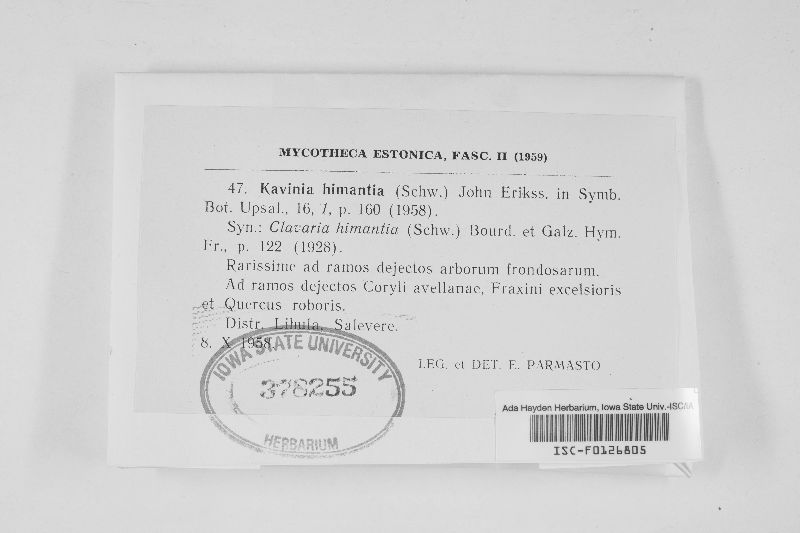 MYCOTHECA ESTONICA, FASC. II (1959)
47. Kavinia himantia (Schw.) John Erikss. in Symb.
Bot. Upsal., 16, 1, p. 160 (1958).
Syn.: Clavaria himantia (Schw.) Bourd. et Galz. Hym.
Fr., p. 122 (1928).
Rarissime ad ramos dejectos arborum frondosarum.
Ad ramos dejectos Coryli avellanae, Fraxini excelsioris
et Quercus roboris.
Distr. Lihula, Salevere.
8. X 1958.
LEG. et DET. E. PARMASTO
IOWA STATE UNIVERSITY
378255
HERBARIUM
Ada Hayden Herbarium, Iowa State Univ.-ISC/IA
ISC-F0126805